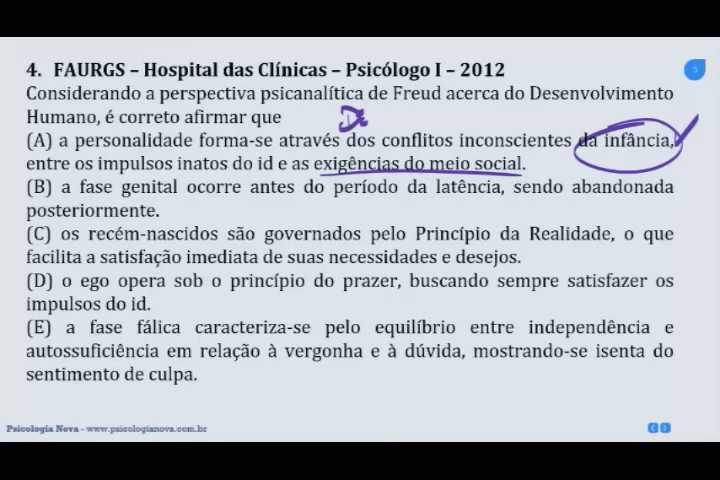 4. FAURGS – Hospital das Clínicas – Psicólogo I – 2012
5
Considerando a perspectiva psicanalítica de Freud acerca do Desenvolvimento
Humano, é correto afirmar que
(A) a personalidade forma-se através dos conflitos inconscientes da infância,
entre os impulsos inatos do id e as exigências do meio social.
(B) a fase genital ocorre antes do período da latência, sendo abandonada
posteriormente.
(C) os recém-nascidos são governados pelo Princípio da Realidade, o que
facilita a satisfação imediata de suas necessidades e desejos.
(D) o ego opera sob o princípio do prazer, buscando sempre satisfazer os
impulsos do id.
(E) a fase fálica caracteriza-se pelo equilíbrio entre independência e
autossuficiência em relação à vergonha e à dúvida, mostrando-se isenta do
sentimento de culpa.
Psicologia Nova - www.psicologianova.com.br